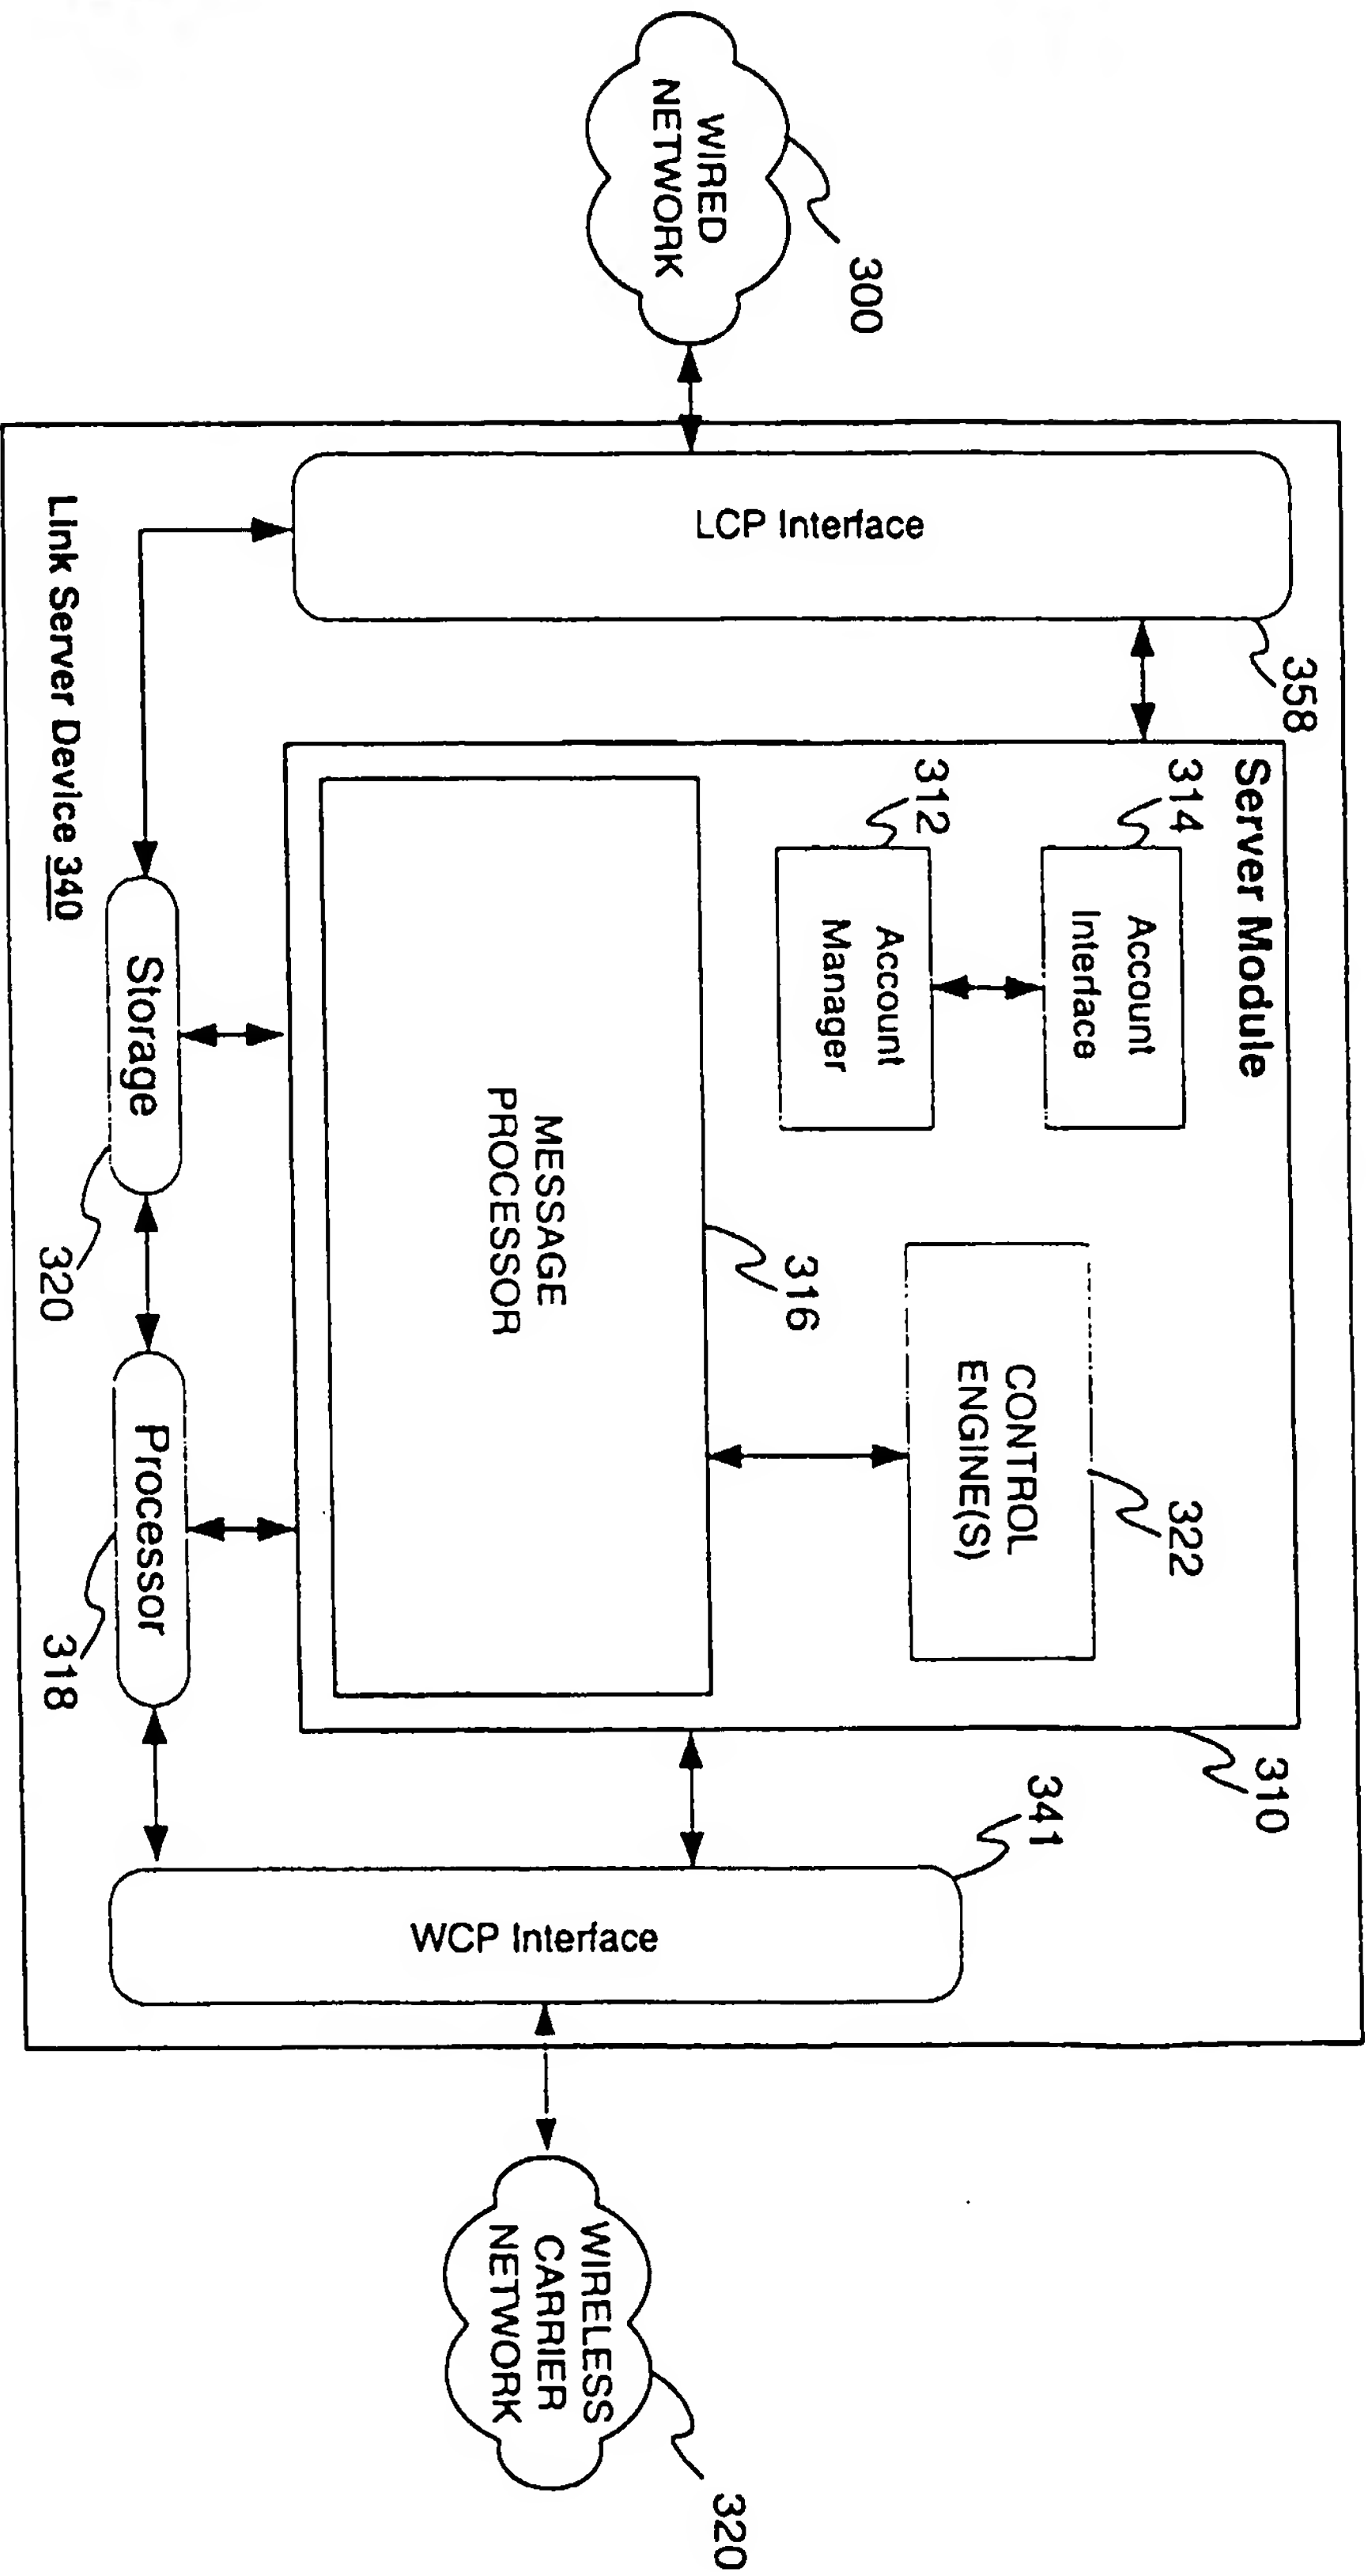 WIRED
NETWORK
300
LCP Interface
358
Server Module
314
Account
Interface
312
Account
Manager
CONTROL
ENGINE(S)
322
316
MESSAGE
PROCESSOR
310
Storage
320
Processor
318
Link Server Device 340
341
WCP Interface
WIRELESS
CARRIER
NETWORK
320